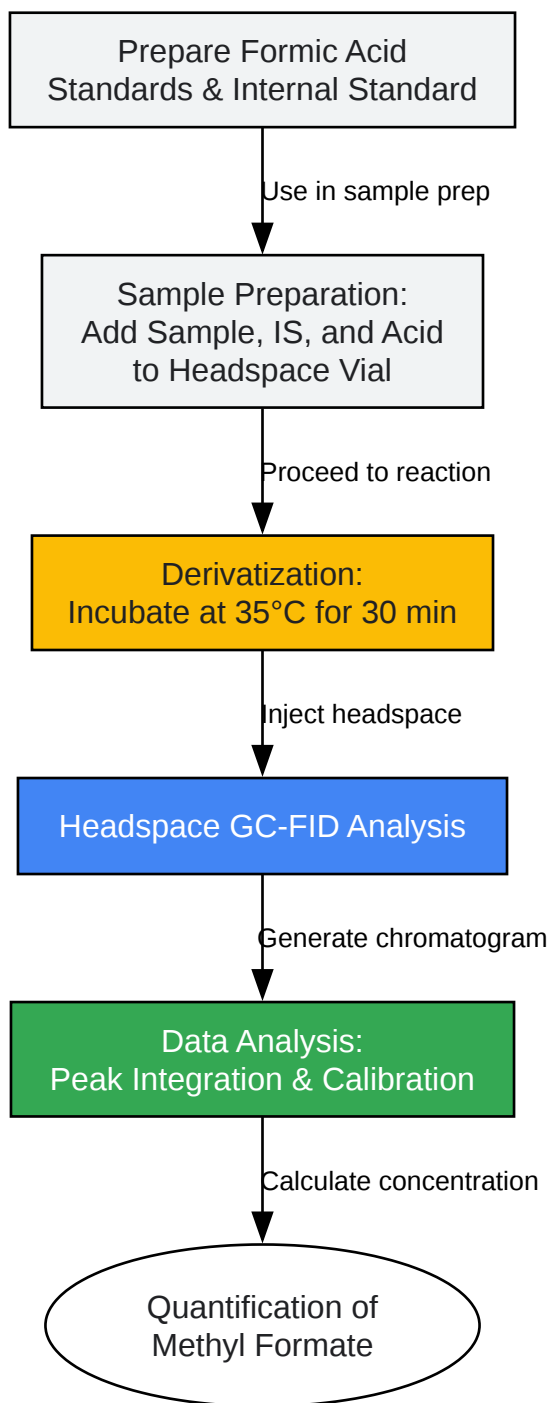 Prepare Formic Acid
Standards & Internal Standard
Use in sample prep
Sample Preparation:
Add Sample, IS, and Acid
to Headspace Vial
Proceed to reaction
Derivatization:
Incubate at 35°C for 30 min
Inject headspace
Headspace GC-FID Analysis
Generate chromatogram
Data Analysis:
Peak Integration & Calibration
Calculate concentration
Quantification of
Methyl Formate